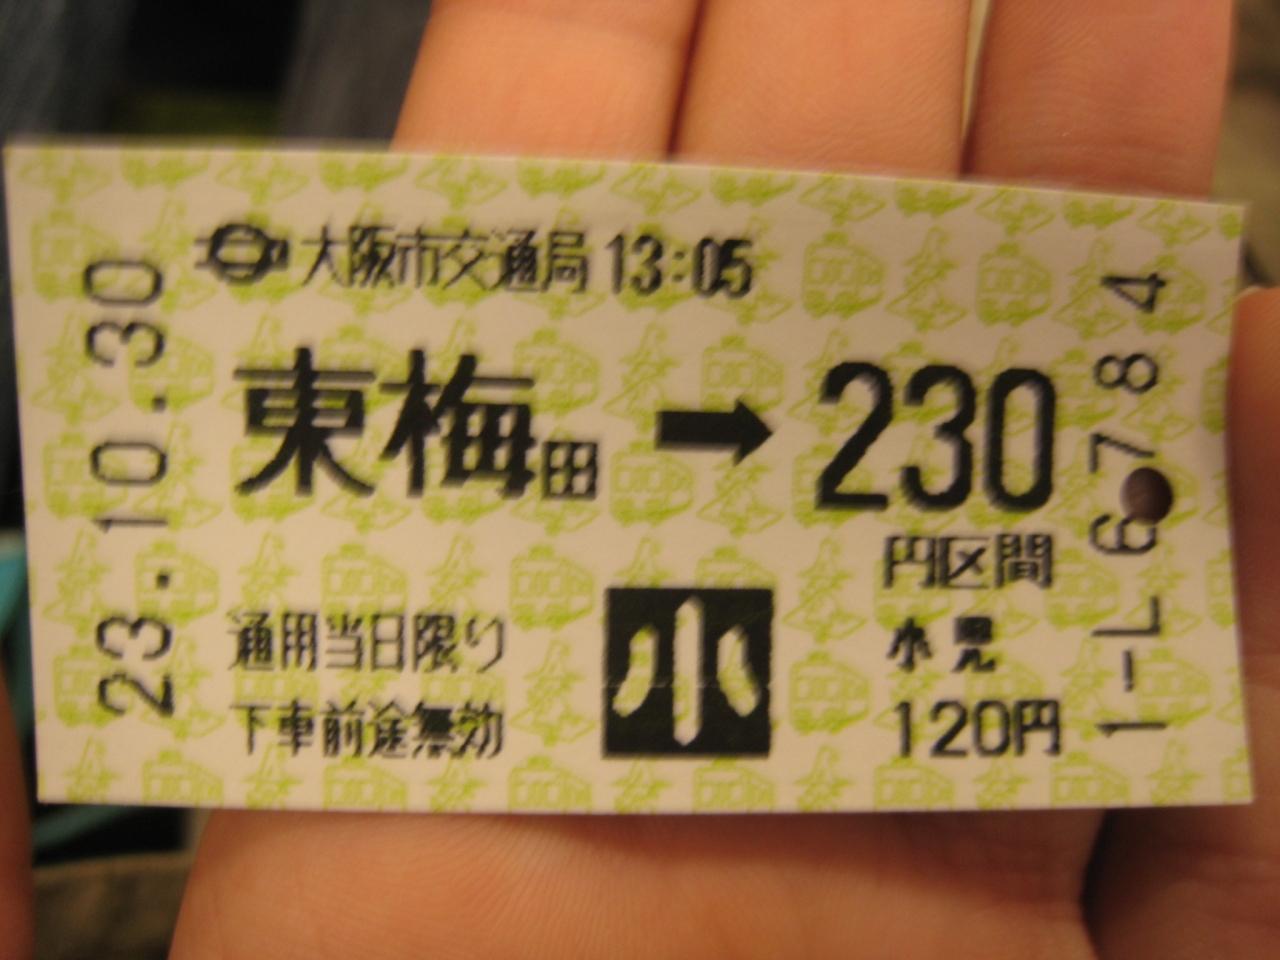 23.10.30
大阪市交通局 13:05
東梅田 → 230
円区間
通用当日限り
下車前途無効
小
小児
120円
1-L 6784